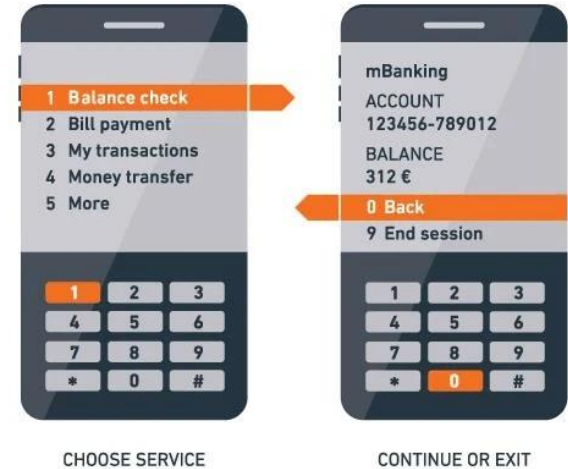 1 Balance check
2 Bill payment
3 My transactions
4 Money transfer
5 More
1 2 3
4 5 6
7 8 9
* 0 #
CHOOSE SERVICE
mBanking
ACCOUNT
123456-789012
BALANCE
312 €
0 Back
9 End session
1 2 3
4 5 6
7 8 9
* 0 #
CONTINUE OR EXIT